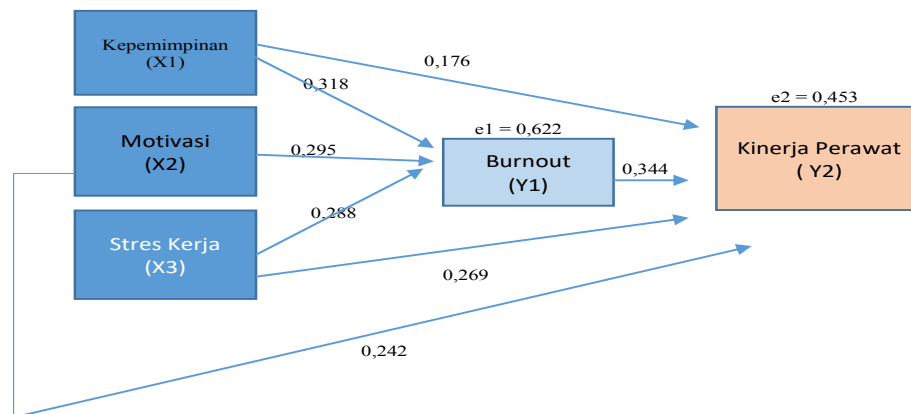 Kepemimpinan
(X1)
0,176
0,318
e2 = 0,453
Motivasi
(X2)
0,295
e1 = 0,622
Burnout
(Y1)
0,344
Kinerja Perawat
( Y2)
0,288
Stres Kerja
(X3)
0,269
0,242